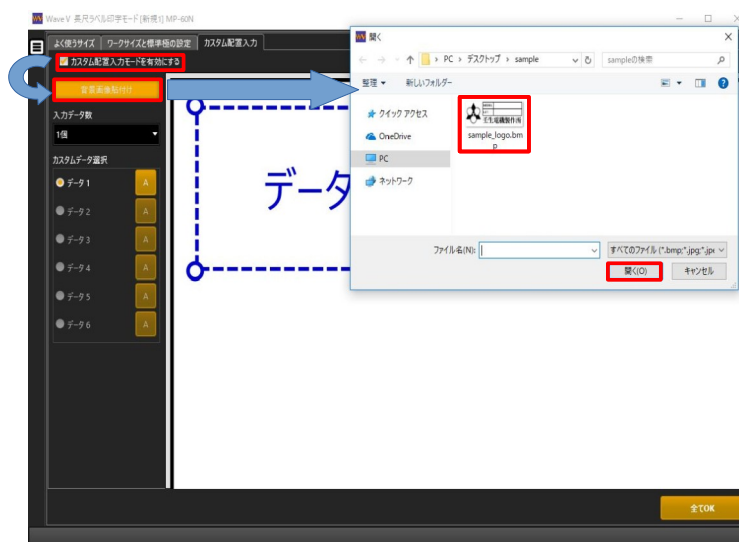 Wave V 長尺ラベル印字モード [新規1] MP-60N
よく使うサイズ ワークサイズと標準極の設定 カスタム配置入力
カスタム配置入力モードを有効にする
背景画像貼付け
入力データ数
1個
カスタムデータ選択
データ1 A
データ2 A
データ3 A
データ4 A
データ5 A
データ6 A
データ
開く
PC > デスクトップ > sample
sampleの検索
整理 新しいフォルダー
クイック アクセス
OneDrive
PC
ネットワーク
sample_logo.bm
p
ファイル名(N):
すべてのファイル (*.bmp;*.jpg;*.jpe
開く(O) キャンセル
全てOK